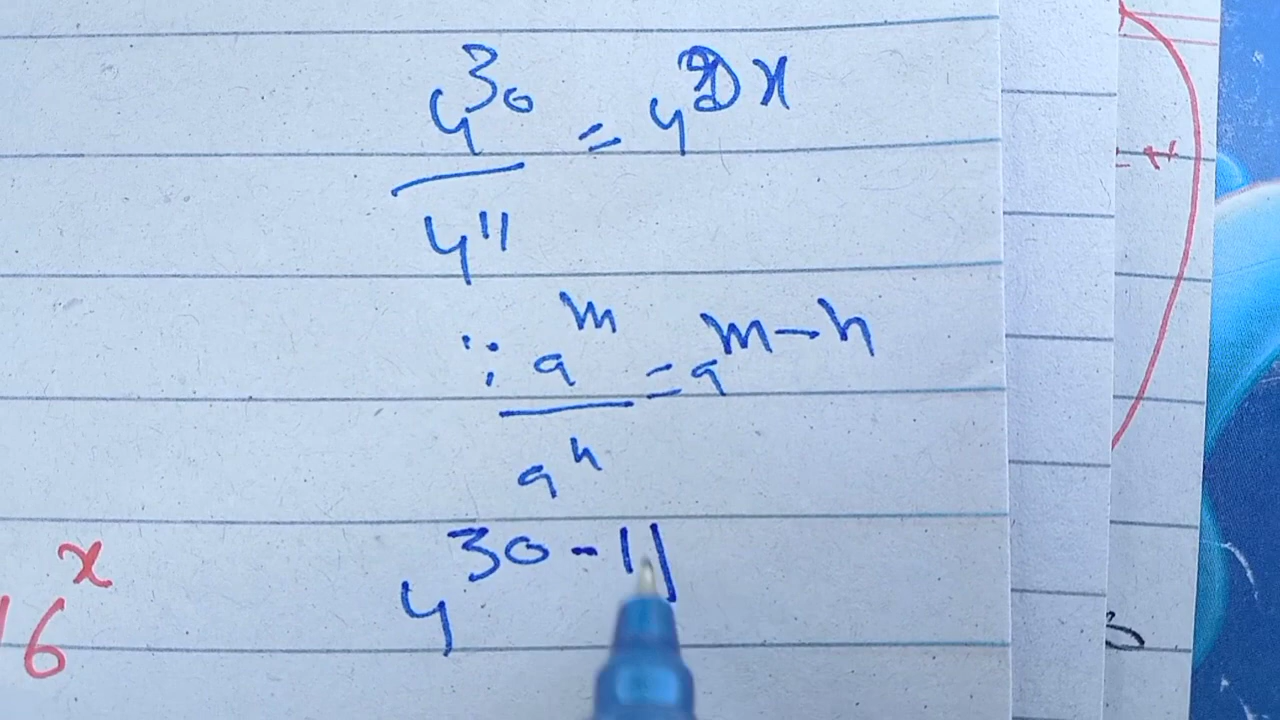 4^30 = 4^2x
4^11
∵ a^m = a^m-n
a^n
4^30-11
16^x